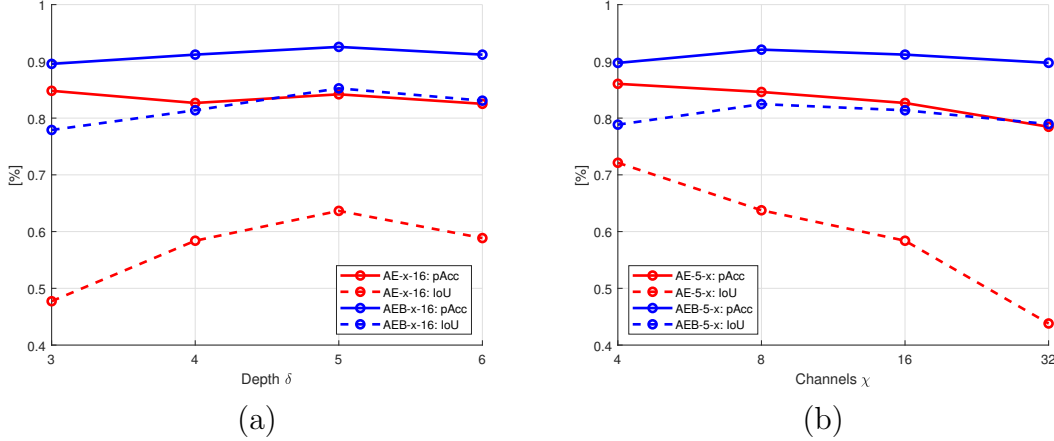 1
0.9
0.8
0.7
0.6
0.5
0.4
[%]
3 4 5 6
Depth δ
AE-x-16: pAcc
AE-x-16: IoU
AEB-x-16: pAcc
AEB-x-16: IoU
(a)
1
0.9
0.8
0.7
0.6
0.5
0.4
[%]
4 8 16 32
Channels χ
AE-5-x: pAcc
AE-5-x: IoU
AEB-5-x: pAcc
AEB-5-x: IoU
(b)